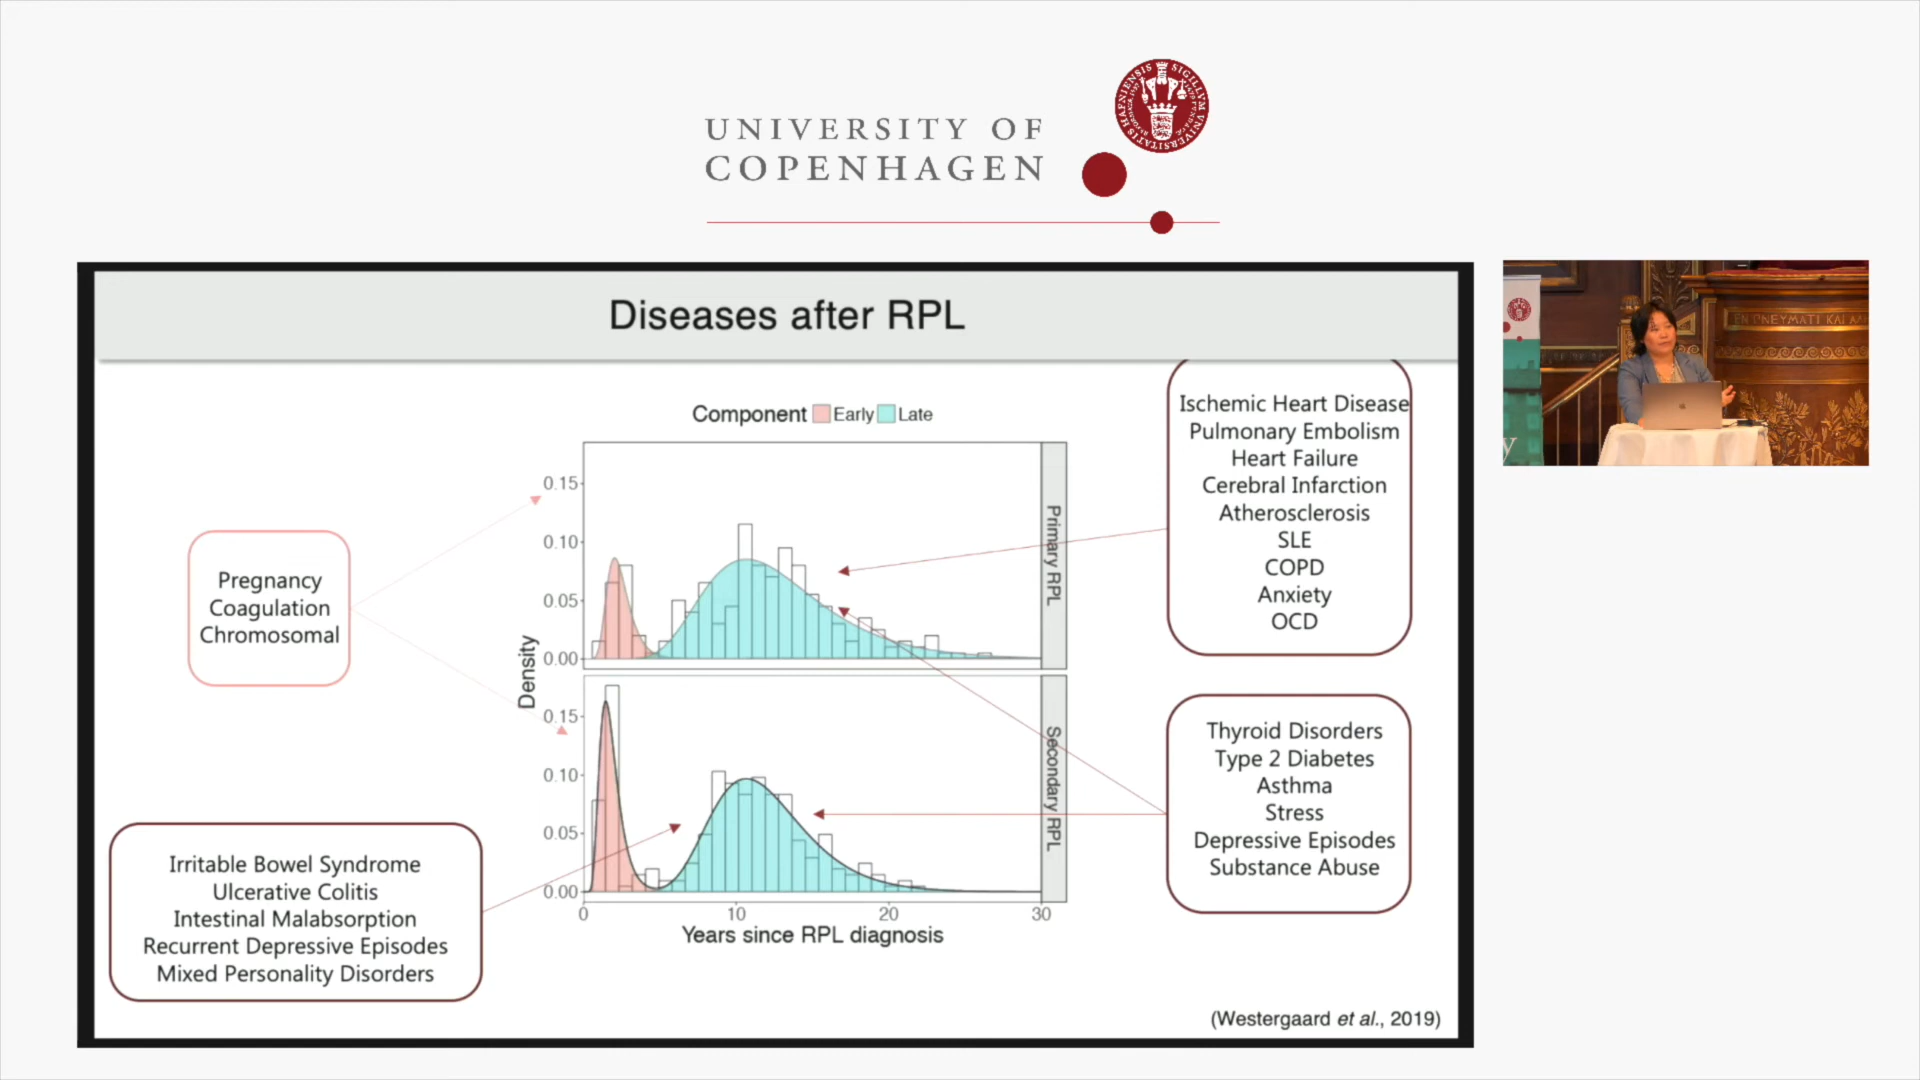 UNIVERSITY OF
COPENHAGEN
Diseases after RPL
Component Early Late
Ischemic Heart Disease
Pulmonary Embolism
Heart Failure
Cerebral Infarction
Atherosclerosis
SLE
COPD
Anxiety
OCD
Pregnancy
Coagulation
Chromosomal
Density
0.15
0.10
0.05
0.00
Primary RPL
0.15
0.10
0.05
0.00
Secondary RPL
0 10 20 30
Years since RPL diagnosis
Thyroid Disorders
Type 2 Diabetes
Asthma
Stress
Depressive Episodes
Substance Abuse
Irritable Bowel Syndrome
Ulcerative Colitis
Intestinal Malabsorption
Recurrent Depressive Episodes
Mixed Personality Disorders
(Westergaard et al., 2019)
EN PNEYMATI KAI